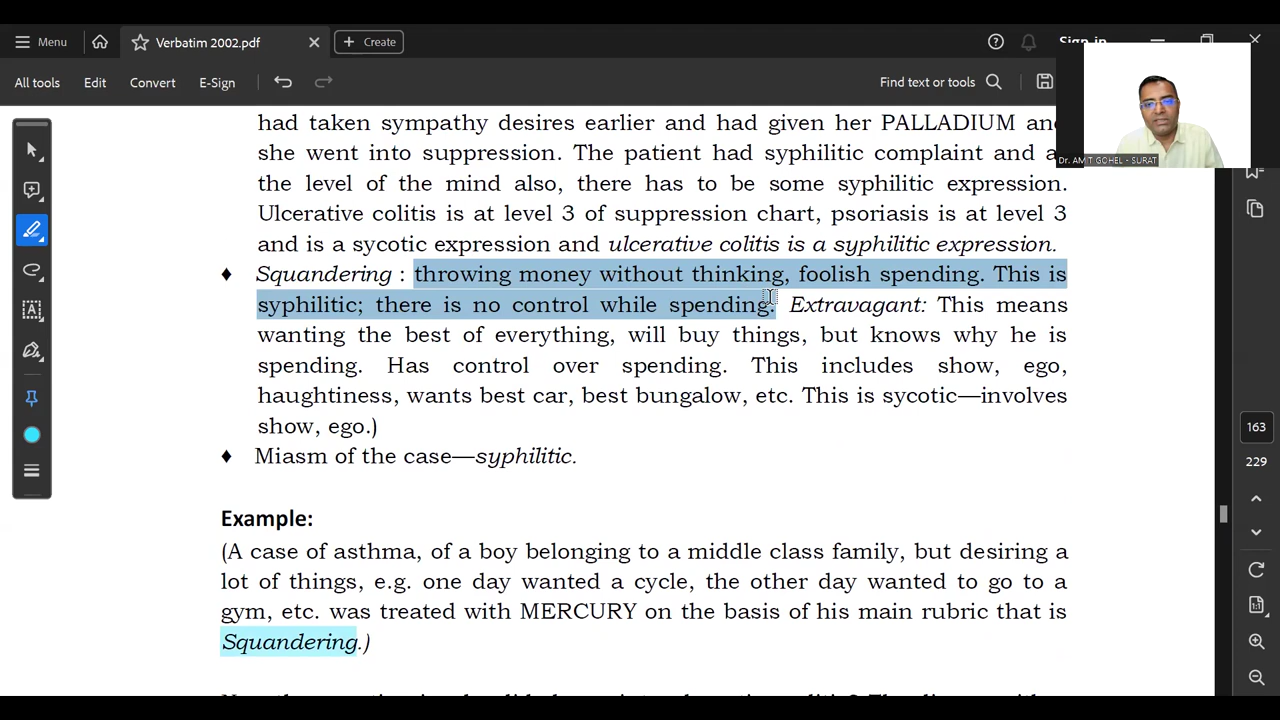 Menu
Verbatim 2002.pdf
Create
Sign in
All tools
Edit
Convert
E-Sign
Find text or tools
Dr. AMIT GOHEL - SURAT
had taken sympathy desires earlier and had given her PALLADIUM and
she went into suppression. The patient had syphilitic complaint and a
the level of the mind also, there has to be some syphilitic expression.
Ulcerative colitis is at level 3 of suppression chart, psoriasis is at level 3
and is a sycotic expression and ulcerative colitis is a syphilitic expression.
♦ Squandering : throwing money without thinking, foolish spending. This is
syphilitic; there is no control while spending. Extravagant: This means
wanting the best of everything, will buy things, but knows why he is
spending. Has control over spending. This includes show, ego,
haughtiness, wants best car, best bungalow, etc. This is sycotic—involves
show, ego.)
♦ Miasm of the case—syphilitic.
Example:
(A case of asthma, of a boy belonging to a middle class family, but desiring a
lot of things, e.g. one day wanted a cycle, the other day wanted to go to a
gym, etc. was treated with MERCURY on the basis of his main rubric that is
Squandering.)
163
229